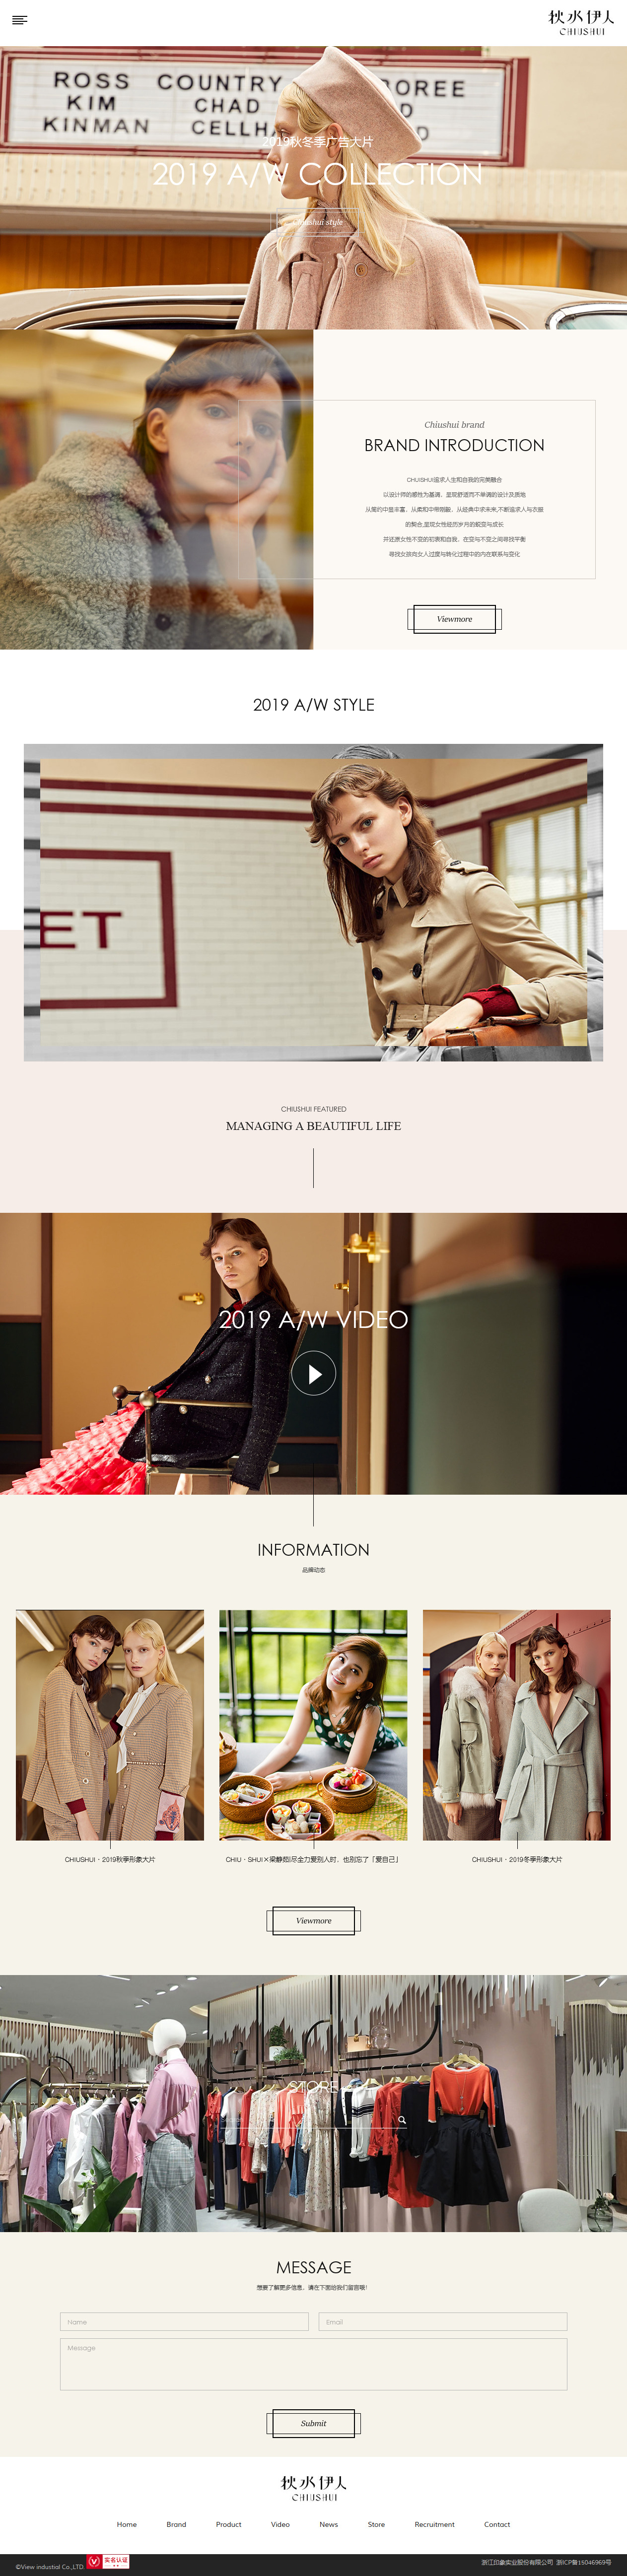 秋水伊人
CHIUSHUI
ROSS COUNTRY
KIM CHAD
KINMAN
2019秋冬季广告大片
2019 A/W COLLECTION
Chiushui style
Chiushui brand
BRAND INTRODUCTION
CHUISHUI追求人生和自我的完美融合
以设计师的感性为基调，呈现舒适而不单调的设计及质地
从简约中显丰富、从柔和中带刚毅、从经典中求未来,不断追求人与衣服
的契合,呈现女性经历岁月的蜕变与成长
并还原女性不变的初衷和自我、在变与不变之间寻找平衡
寻找女孩向女人过度与转化过程中的内在联系与变化
Viewmore
2019 A/W STYLE
ET
CHIUSHUI FEATURED
MANAGING A BEAUTIFUL LIFE
2019 A/W VIDEO
INFORMATION
品牌动态
CHIUSHUI · 2019秋季形象大片
CHIU · SHUI×梁静茹|尽全力爱别人时，也别忘了「爱自己」
CHIUSHUI · 2019冬季形象大片
Viewmore
STORE
MESSAGE
想要了解更多信息，请在下面给我们留言哦！
Name
Email
Message
Submit
秋水伊人
CHIUSHUI
Home
Brand
Product
Video
News
Store
Recruitment
Contact
©View industial Co.,LTD.
实名认证
浙江印象实业股份有限公司 浙ICP备15046969号